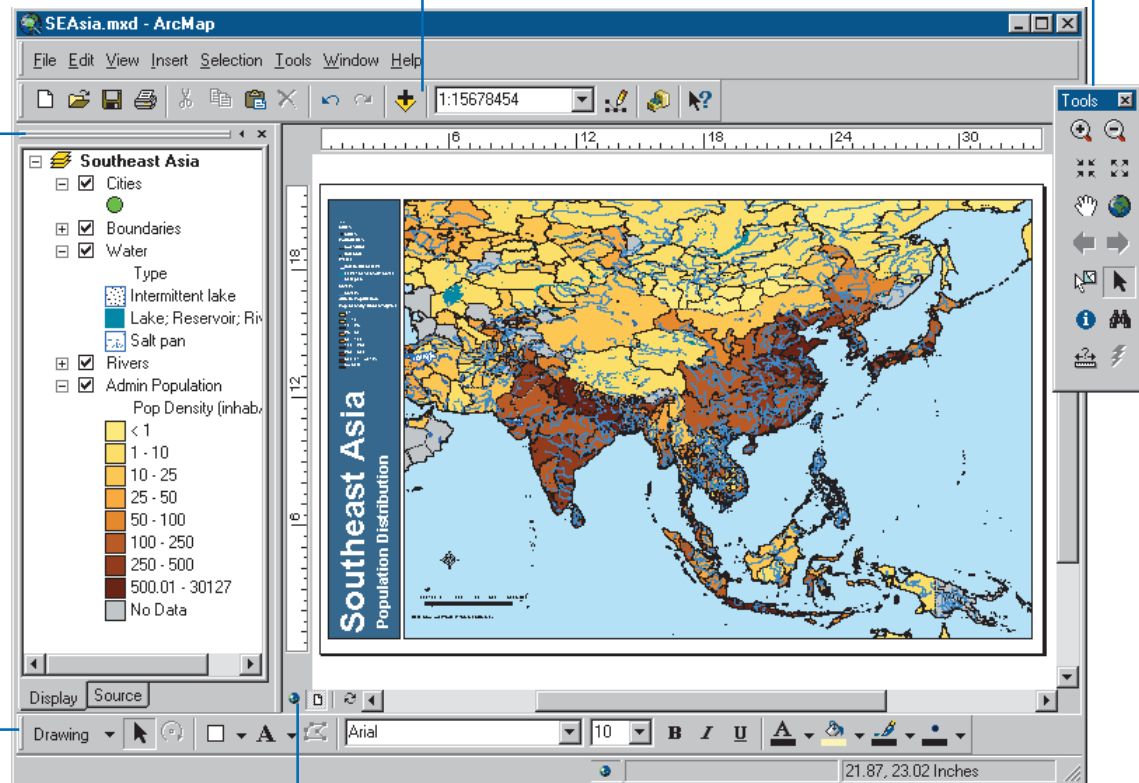 SEAsia.mxd - ArcMap
File Edit View Insert Selection Tools Window Help
1:15678454
Tools
Southeast Asia
Cities
Boundaries
Water
Type
Intermittent lake
Lake; Reservoir; Riv
Salt pan
Rivers
Admin Population
Pop Density (inhab/
< 1
1 - 10
10 - 25
25 - 50
50 - 100
100 - 250
250 - 500
500.01 - 30127
No Data
Display Source
6 12 18 24 30
18
12
6
Southeast Asia
Population Distribution
Drawing A Arial 10 B I U A
21.87, 23.02 Inches